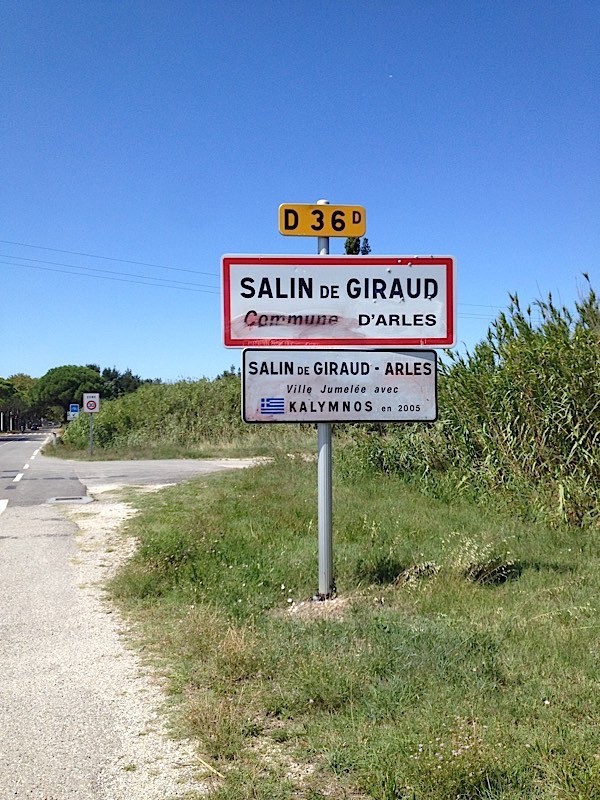 D 36 D
SALIN DE GIRAUD
Commune D'ARLES
SALIN DE GIRAUD - ARLES
Ville Jumelée avec
KALYMNOS en 2005